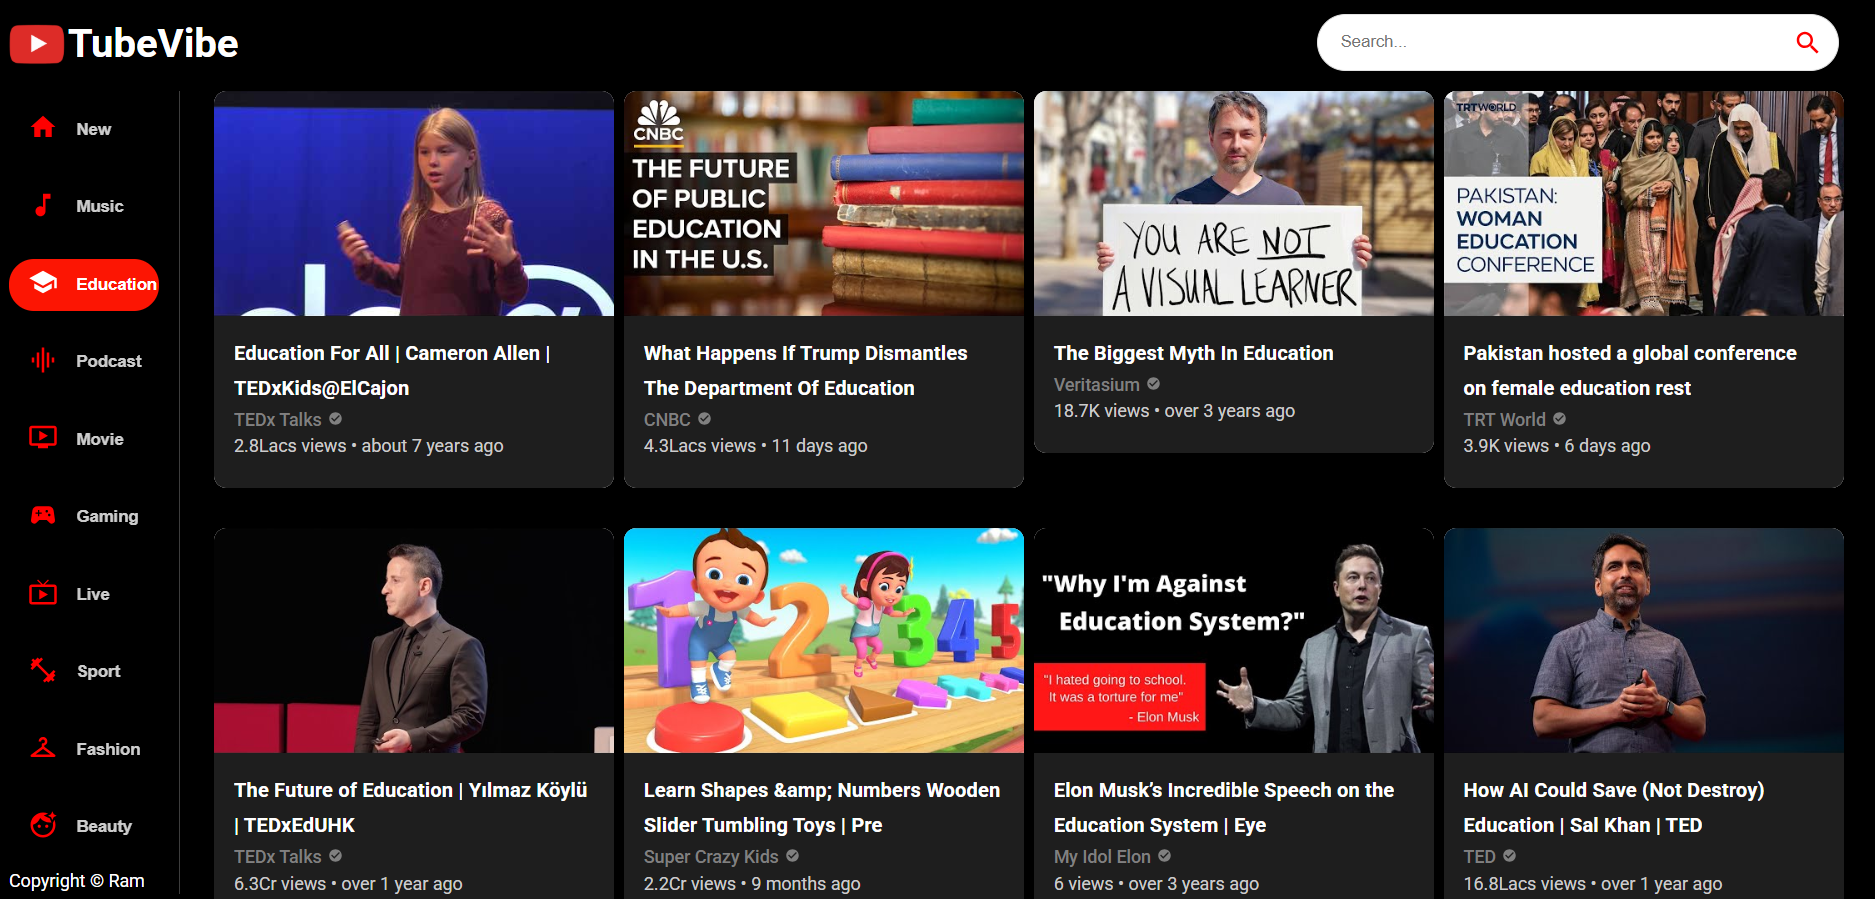 TubeVibe
Search...
New
Music
Education
Podcast
Movie
Gaming
Live
Sport
Fashion
Beauty
Copyright © Ram
Education For All | Cameron Allen |
TEDxKids@ElCajon
TEDx Talks
2.8Lacs views • about 7 years ago
CNBC
THE FUTURE
OF PUBLIC
EDUCATION
IN THE U.S.
What Happens If Trump Dismantles
The Department Of Education
CNBC
4.3Lacs views • 11 days ago
YOU ARE NOT
A VISUAL LEARNER
The Biggest Myth In Education
Veritasium
18.7K views • over 3 years ago
TRT WORLD
PAKISTAN:
WOMAN
EDUCATION
CONFERENCE
Pakistan hosted a global conference
on female education rest
TRT World
3.9K views • 6 days ago
The Future of Education | Yılmaz Köylü
| TEDxEdUHK
TEDx Talks
6.3Cr views • over 1 year ago
1 2 3 4 5
Learn Shapes &amp; Numbers Wooden
Slider Tumbling Toys | Pre
Super Crazy Kids
2.2Cr views • 9 months ago
"Why I'm Against
Education System?"
"I hated going to school.
It was a torture for me"
- Elon Musk
Elon Musk’s Incredible Speech on the
Education System | Eye
My Idol Elon
6 views • over 3 years ago
How AI Could Save (Not Destroy)
Education | Sal Khan | TED
TED
16.8Lacs views • over 1 year ago